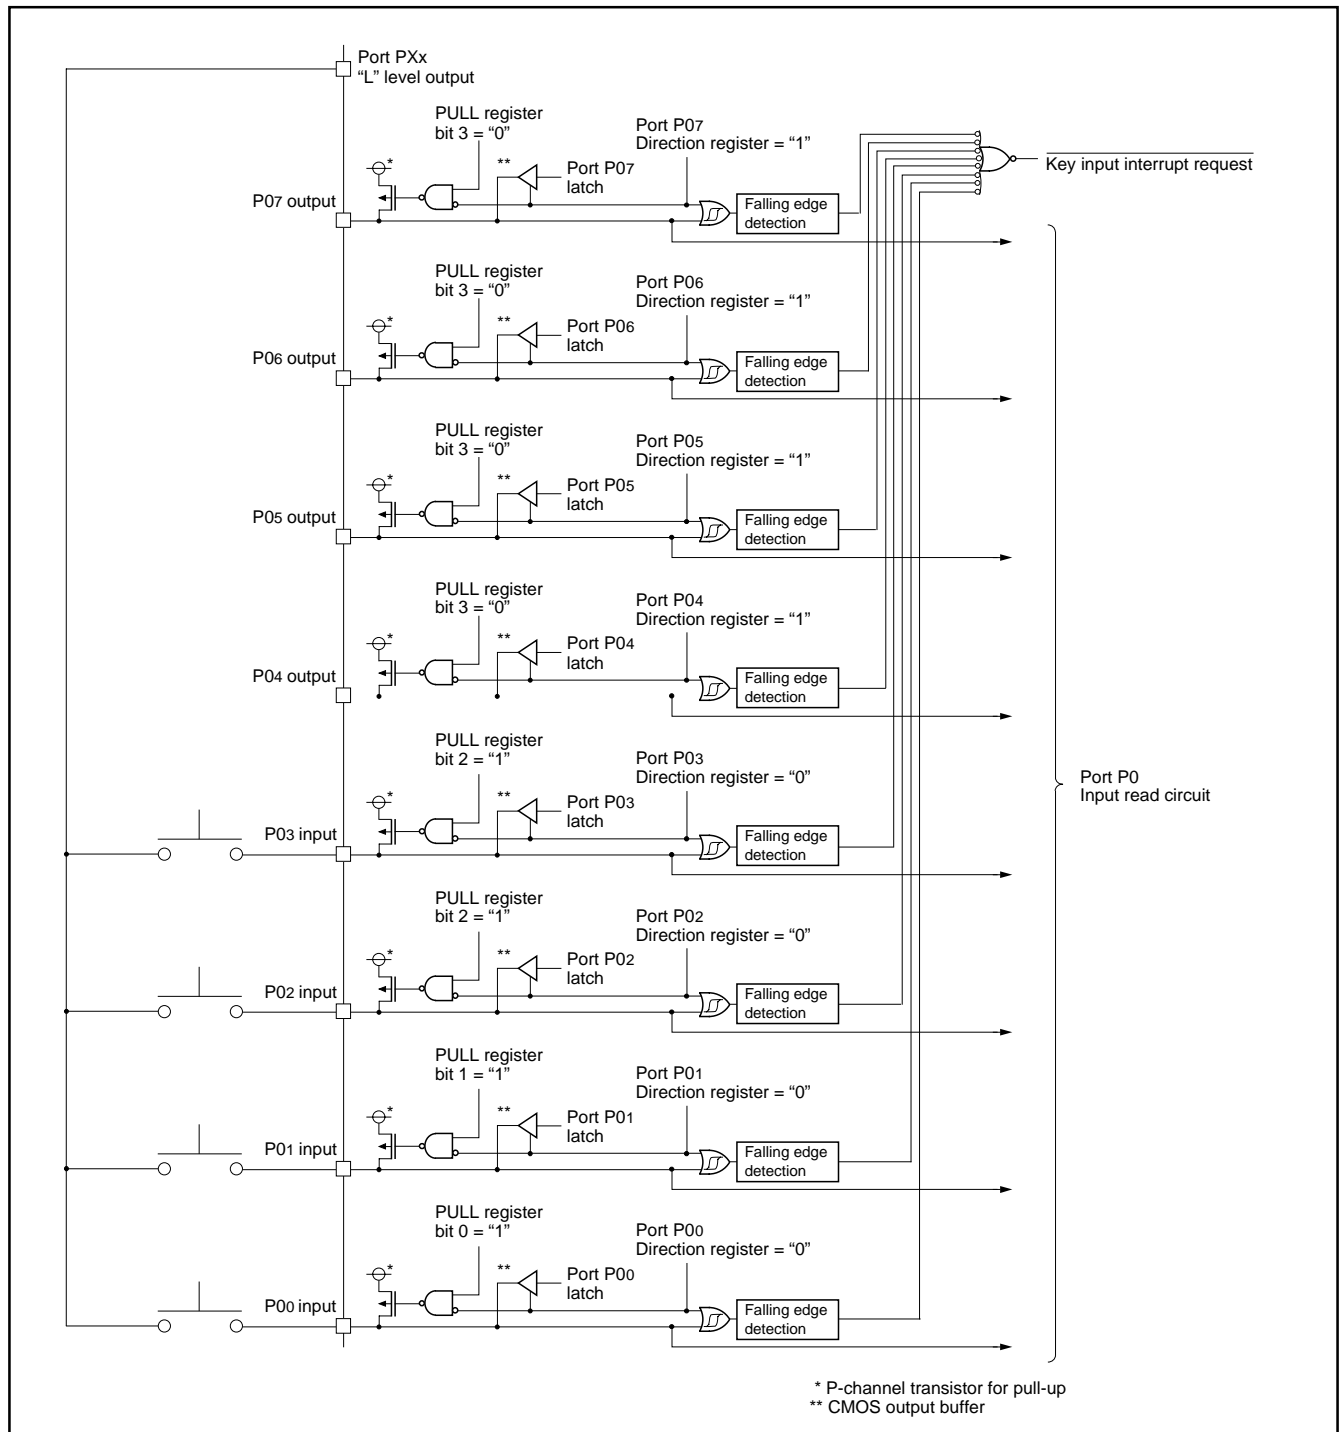 Port PXx
“L” level output
PULL register
bit 3 = “0”
Port P07
Direction register = “1”
*
**
Port P07
latch
P07 output
Falling edge
detection
Key input interrupt request
PULL register
bit 3 = “0”
Port P06
Direction register = “1”
*
**
Port P06
latch
P06 output
Falling edge
detection
PULL register
bit 3 = “0”
Port P05
Direction register = “1”
*
**
Port P05
latch
P05 output
Falling edge
detection
PULL register
bit 3 = “0”
Port P04
Direction register = “1”
*
**
Port P04
latch
P04 output
Falling edge
detection
PULL register
bit 2 = “1”
Port P03
Direction register = “0”
*
**
Port P03
latch
P03 input
Falling edge
detection
Port P0
Input read circuit
PULL register
bit 2 = “1”
Port P02
Direction register = “0”
*
**
Port P02
latch
P02 input
Falling edge
detection
PULL register
bit 1 = “1”
Port P01
Direction register = “0”
*
**
Port P01
latch
P01 input
Falling edge
detection
PULL register
bit 0 = “1”
Port P00
Direction register = “0”
*
**
Port P00
latch
P00 input
Falling edge
detection
* P-channel transistor for pull-up
** CMOS output buffer